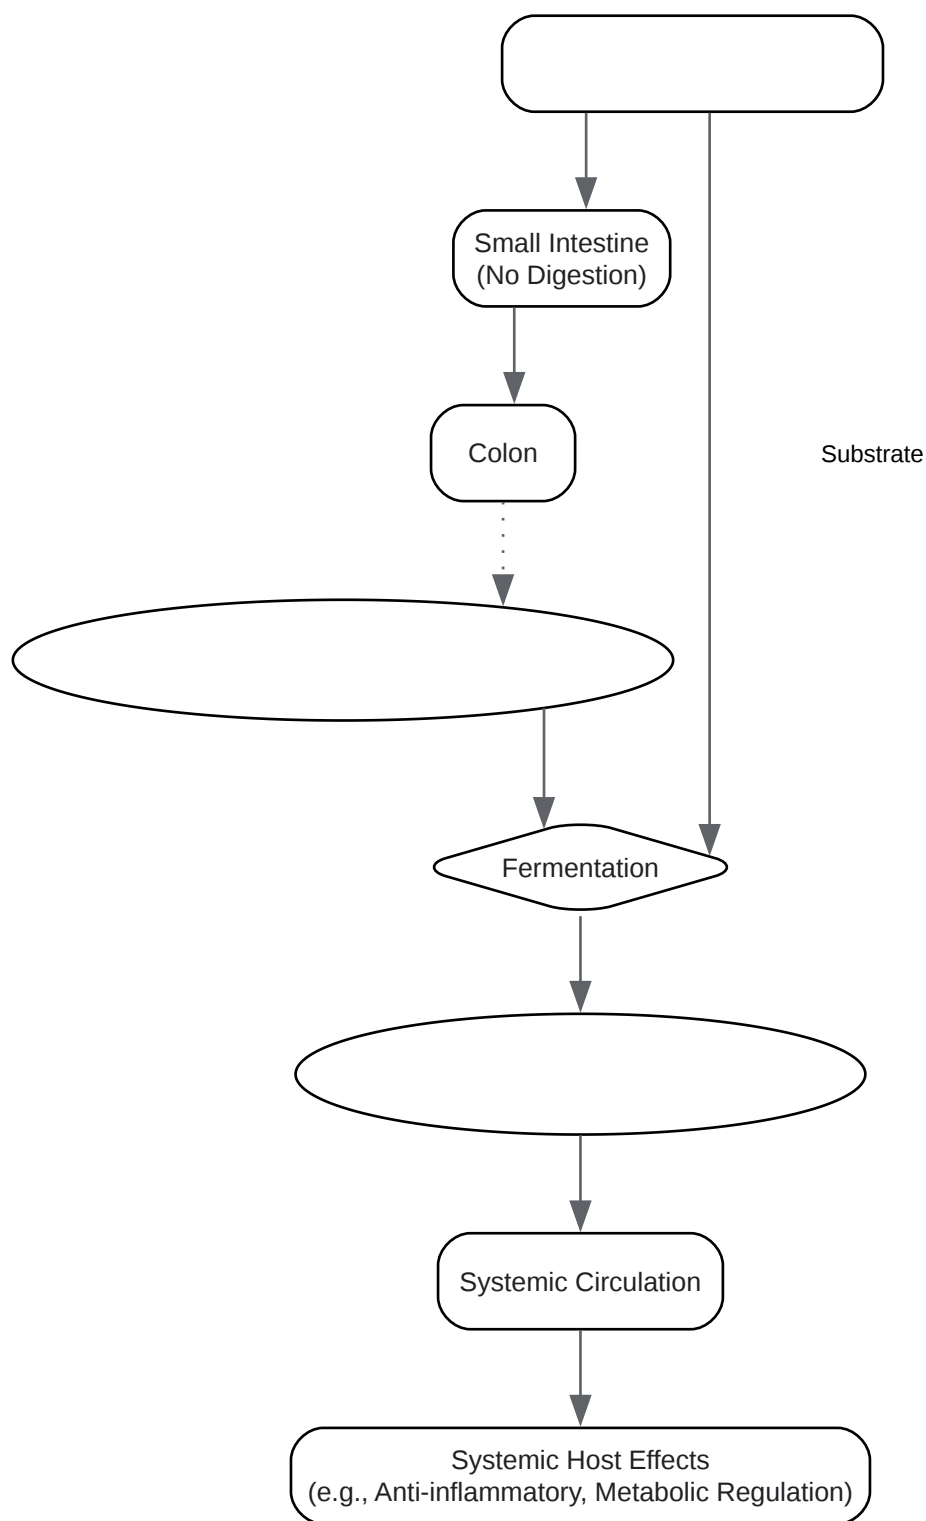 Small Intestine
(No Digestion)
Colon
Substrate
Fermentation
Systemic Circulation
Systemic Host Effects
(e.g., Anti-inflammatory, Metabolic Regulation)